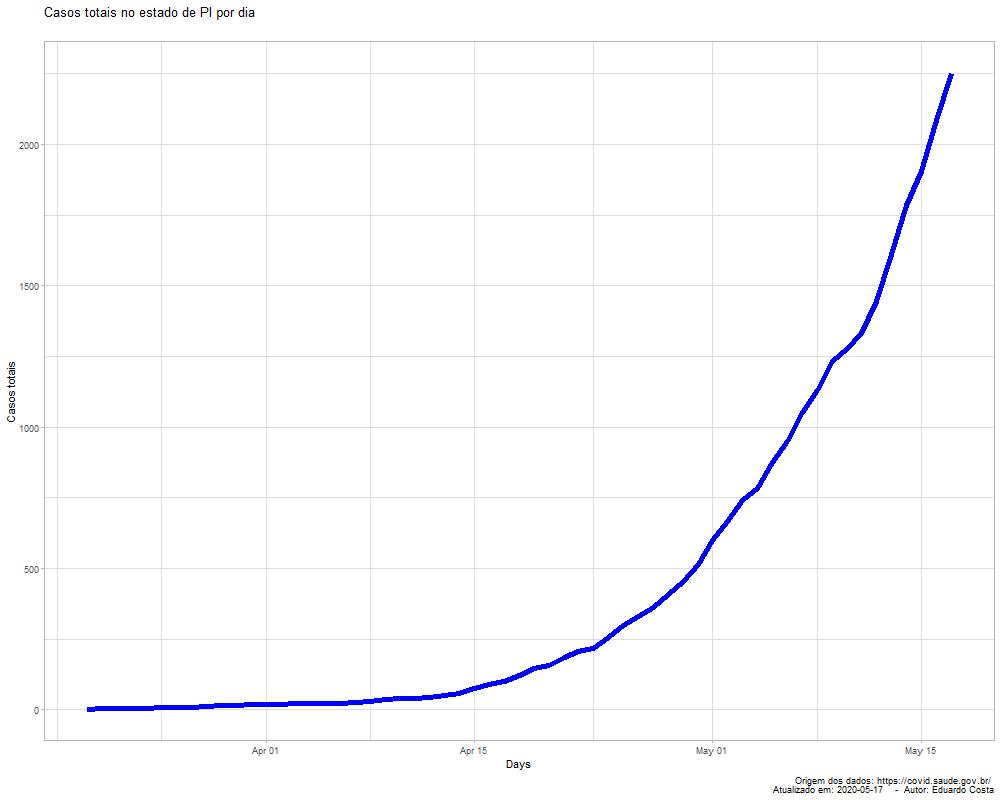 Casos totais no estado de PI por dia
2000
1500
1000
500
0
Casos totais
Apr 01
Apr 15
May 01
May 15
Days
Origem dos dados: https://covid.saude.gov.br/
Atualizado em: 2020-05-17 - Autor: Eduardo Costa